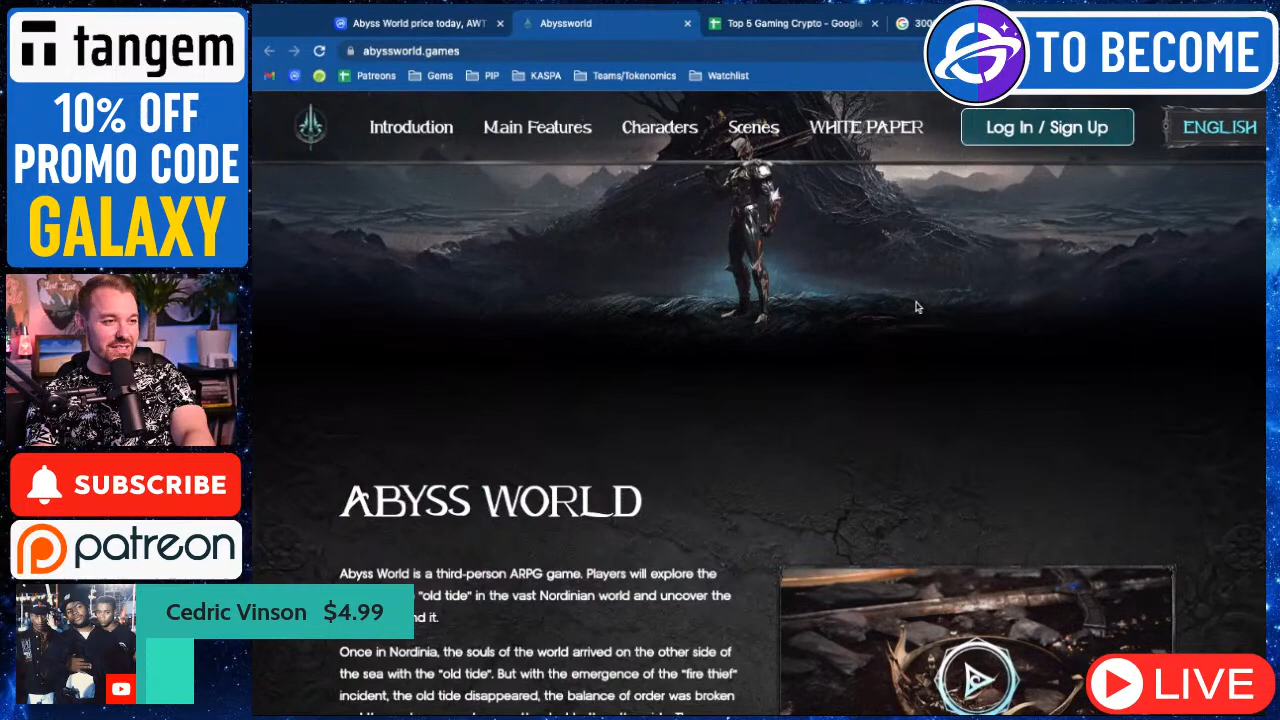 tangem
10% OFF
PROMO CODE
GALAXY
SUBSCRIBE
patreon
Cedric Vinson $4.99
Abyss World price today, AWT
Abyssworld
Top 5 Gaming Crypto - Google
300
TO BECOME
abyssworld.games
Patreons
Gems
PIP
KASPA
Teams/Tokenomics
Watchlist
Introduction
Main Features
Characters
Scenes
WHITE PAPER
Log In / Sign Up
ENGLISH
ABYSS WORLD
Abyss World is a third-person ARPG game. Players will explore the
"old tide" in the vast Nordinian world and uncover the
it.
Once in Nordinia, the souls of the world arrived on the other side of
the sea with the "old tide". But with the emergence of the "fire thief"
incident, the old tide disappeared, the balance of order was broken
LIVE